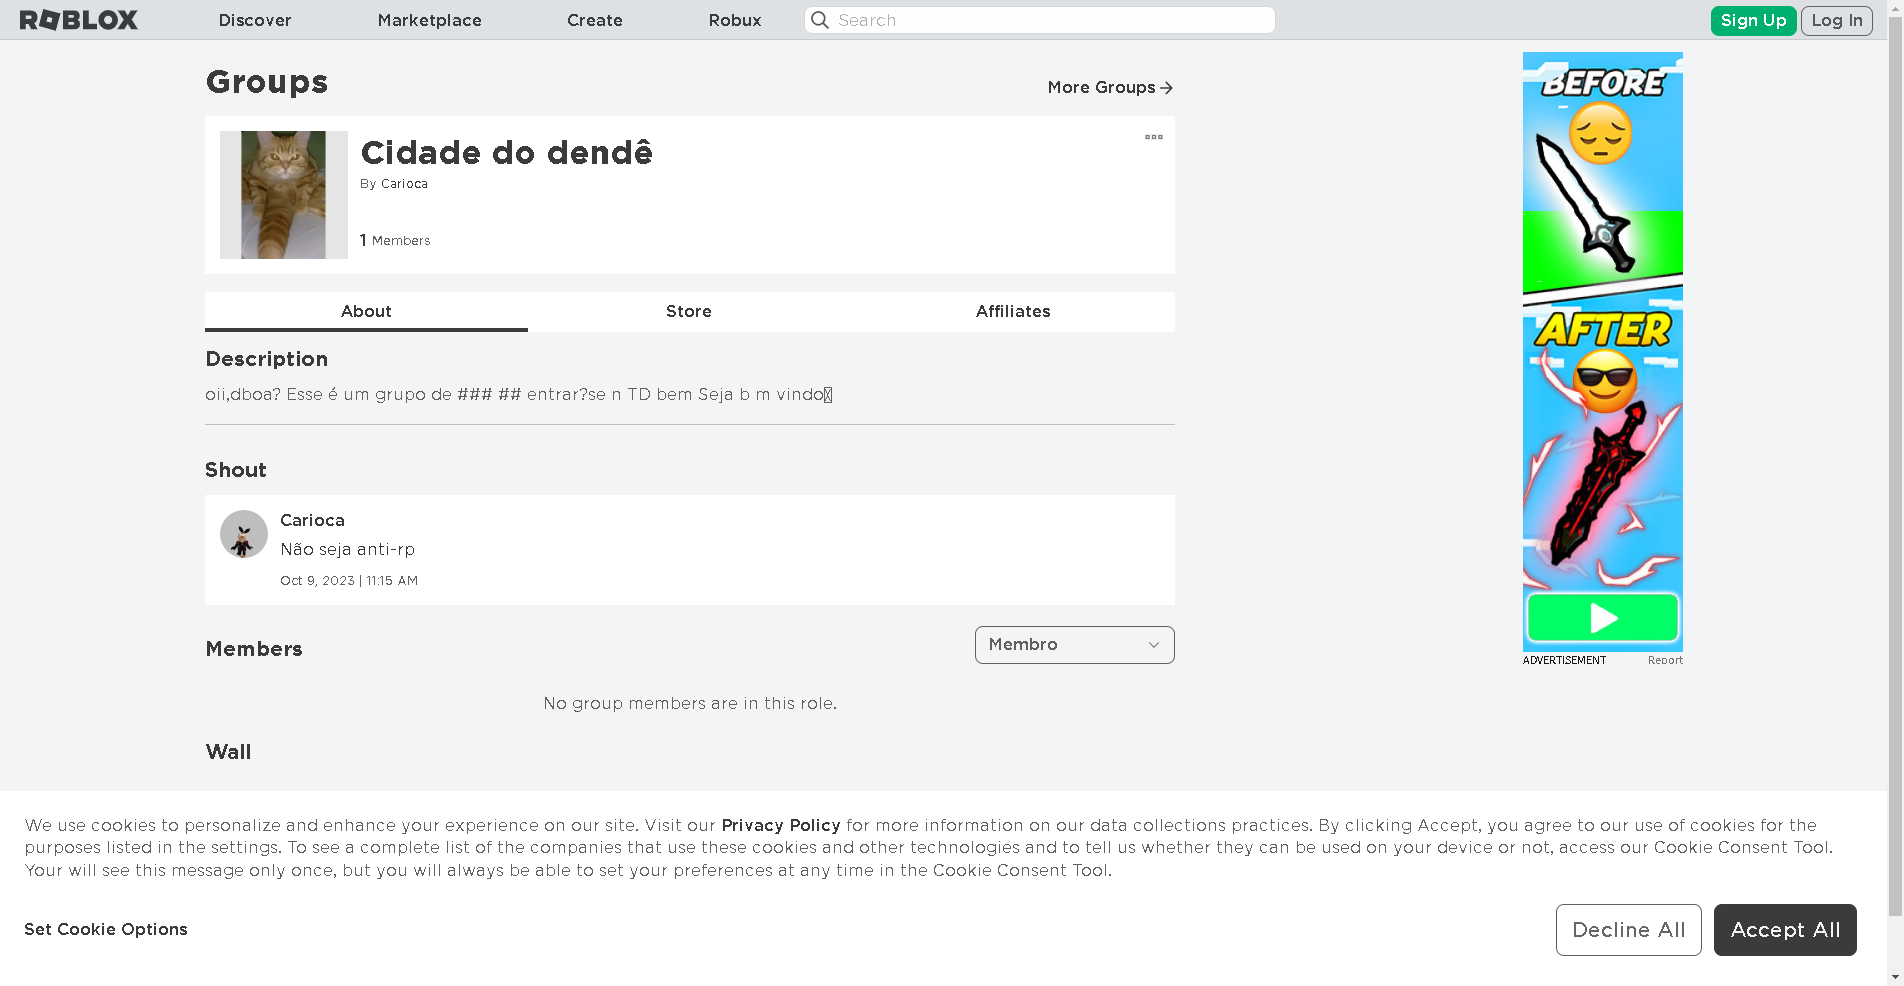 ROBLOX Discover Marketplace Create Robux Search Sign Up Log In
Groups
More Groups
Cidade do dendê
By Carioca
1 Members
About Store Affiliates
Description
oii,dboa? Esse é um grupo de ### ## entrar?se n TD bem Seja b m vindo
Shout
Carioca
Não seja anti-rp
Oct 9, 2023 | 11:15 AM
Members
Membro
No group members are in this role.
Wall
BEFORE
AFTER
ADVERTISEMENT Report
We use cookies to personalize and enhance your experience on our site. Visit our Privacy Policy for more information on our data collections practices. By clicking Accept, you agree to our use of cookies for the
purposes listed in the settings. To see a complete list of the companies that use these cookies and other technologies and to tell us whether they can be used on your device or not, access our Cookie Consent Tool.
Your will see this message only once, but you will always be able to set your preferences at any time in the Cookie Consent Tool.
Set Cookie Options
Decline All
Accept All